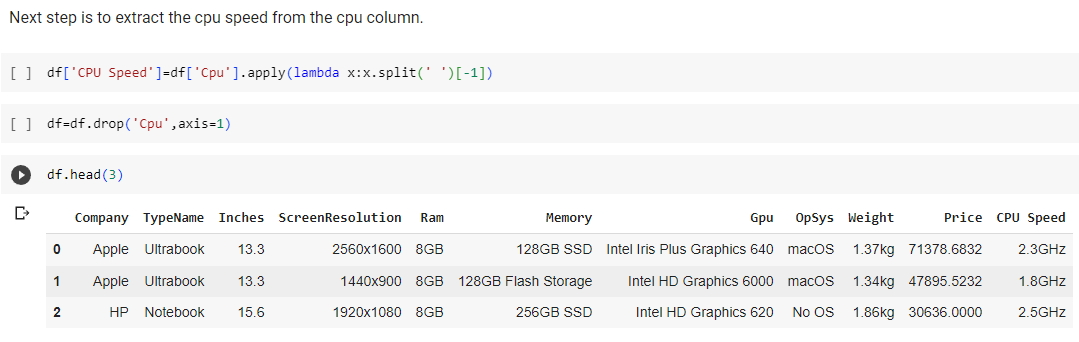 Next step is to extract the cpu speed from the cpu column.
[ ] df['CPU Speed']=df['Cpu'].apply(lambda x:x.split(' ')[-1])
[ ] df=df.drop('Cpu',axis=1)
df.head(3)
Company TypeName Inches ScreenResolution Ram Memory Gpu OpSys Weight Price CPU Speed
0 Apple Ultrabook 13.3 2560x1600 8GB 128GB SSD Intel Iris Plus Graphics 640 macOS 1.37kg 71378.6832 2.3GHz
1 Apple Ultrabook 13.3 1440x900 8GB 128GB Flash Storage Intel HD Graphics 6000 macOS 1.34kg 47895.5232 1.8GHz
2 HP Notebook 15.6 1920x1080 8GB 256GB SSD Intel HD Graphics 620 No OS 1.86kg 30636.0000 2.5GHz